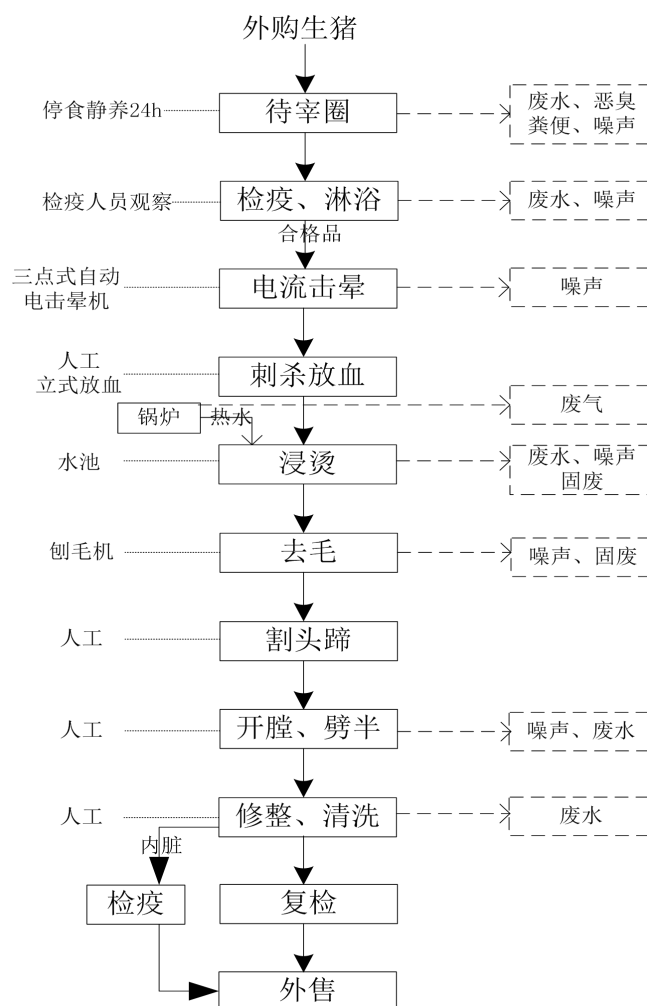 外购生猪
停食静养24h
待宰圈
废水、恶臭
粪便、噪声
检疫人员观察
检疫、淋浴
废水、噪声
合格品
三点式自动
电击晕机
电流击晕
噪声
人工
立式放血
刺杀放血
废气
锅炉
热水
水池
浸烫
废水、噪声
固废
刨毛机
去毛
噪声、固废
人工
割头蹄
人工
开膛、劈半
噪声、废水
人工
修整、清洗
废水
内脏
检疫
复检
外售